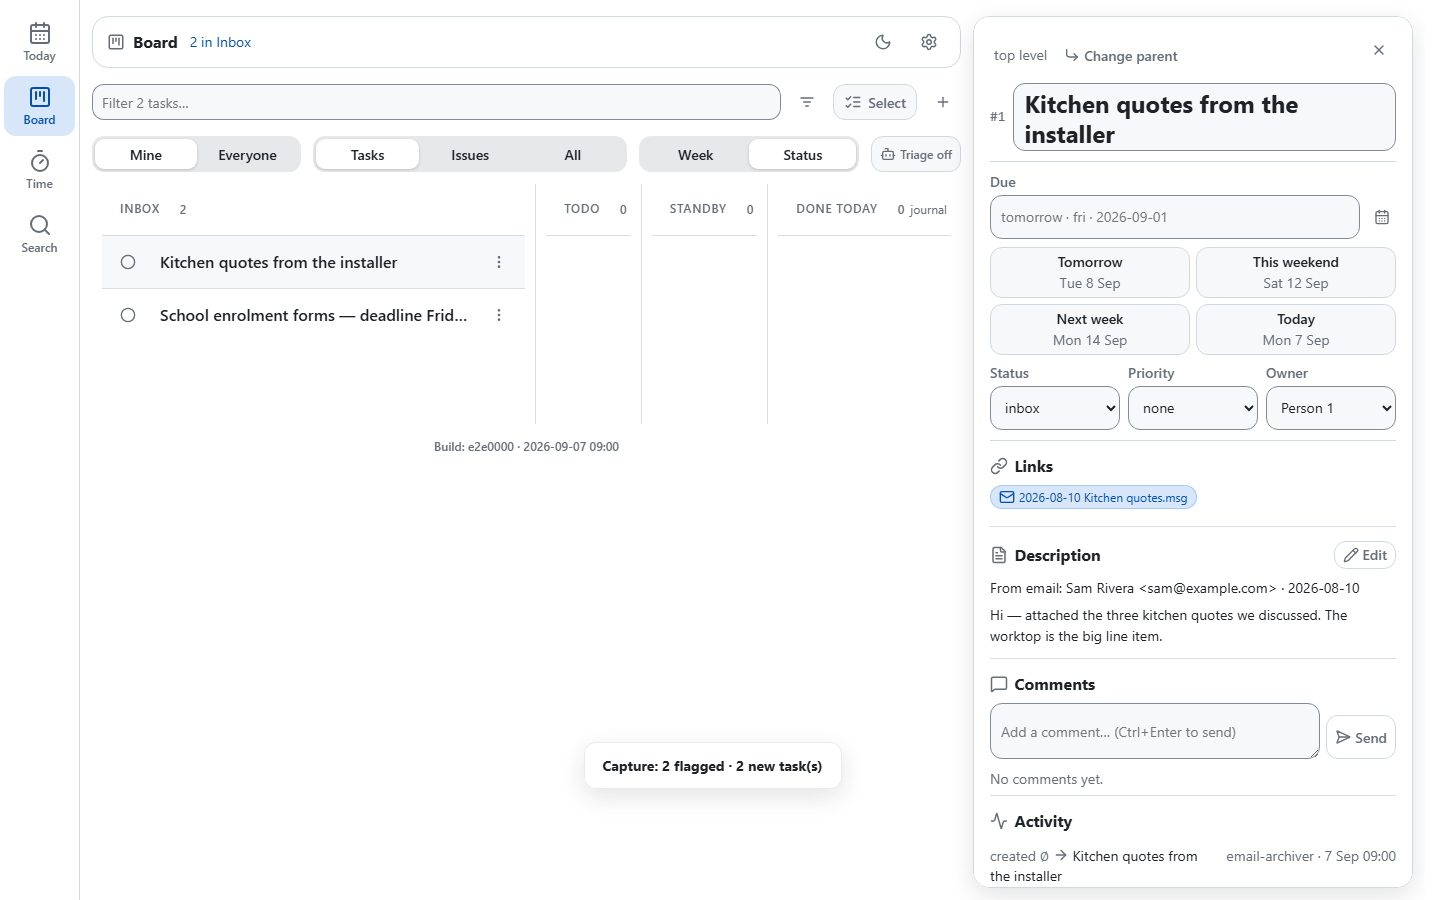 Today
Board
Time
Search
Board 2 in Inbox
Filter 2 tasks...
Select
Mine
Everyone
Tasks
Issues
All
Week
Status
Triage off
INBOX 2
TODO 0
STANDBY 0
DONE TODAY 0 journal
Kitchen quotes from the installer
School enrolment forms — deadline Frid...
Build: e2e0000 · 2026-09-07 09:00
Capture: 2 flagged · 2 new task(s)
top level
Change parent
#1
Kitchen quotes from the
installer
Due
tomorrow · fri · 2026-09-01
Tomorrow
Tue 8 Sep
This weekend
Sat 12 Sep
Next week
Mon 14 Sep
Today
Mon 7 Sep
Status
Priority
Owner
inbox
none
Person 1
Links
2026-08-10 Kitchen quotes.msg
Description
Edit
From email: Sam Rivera <sam@example.com> · 2026-08-10
Hi — attached the three kitchen quotes we discussed. The
worktop is the big line item.
Comments
Add a comment... (Ctrl+Enter to send)
Send
No comments yet.
Activity
created ∅ → Kitchen quotes from
the installer
email-archiver · 7 Sep 09:00